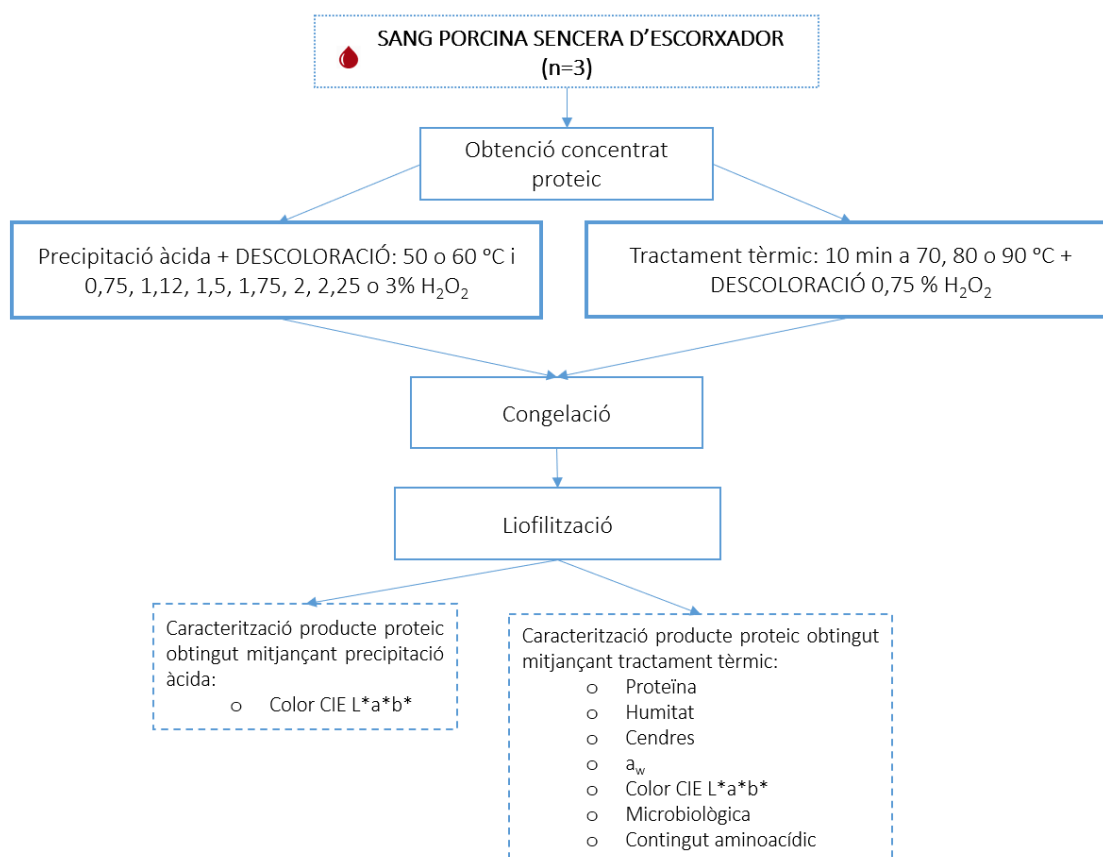 SANG PORCINA SENCERA D'ESCORXADOR
(n=3)
Obtenció concentrat
proteic
Precipitació àcida + DESCOLORACIÓ: 50 o 60 ºC i
0,75, 1,12, 1,5, 1,75, 2, 2,25 o 3% H₂O₂
Tractament tèrmic: 10 min a 70, 80 o 90 ºC +
DESCOLORACIÓ 0,75 % H₂O₂
Congelació
Liofilització
Caracterització producte proteic
obtingut mitjançant precipitació
àcida:
o Color CIE L*a*b*
Caracterització producte proteic obtingut
mitjançant tractament tèrmic:
o Proteïna
o Humitat
o Cendres
o a_w
o Color CIE L*a*b*
o Microbiològica
o Contingut aminoacídic